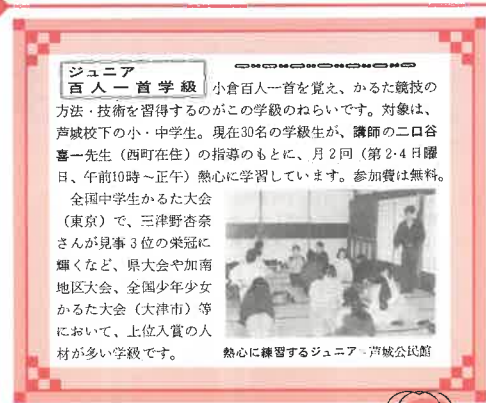 ジュニア
百人一首学級
小倉百人一首を覚え、かるた競技の
方法・技術を習得するのがこの学級のねらいです。対象は、
芦城校下の小・中学生。現在30名の学級生が、講師の二口谷
喜一先生（西町在住）の指導のもとに、月2回（第2・4日曜
日、午前10時～正午）熱心に学習しています。参加費は無料。
全国中学生かるた大会
（東京）で、三津野杏奈
さんが見事3位の栄冠に
輝くなど、県大会や加南
地区大会、全国少年少女
かるた大会（大津市）等
において、上位入賞の人
材が多い学級です。
熱心に練習するジュニア－芦城公民館